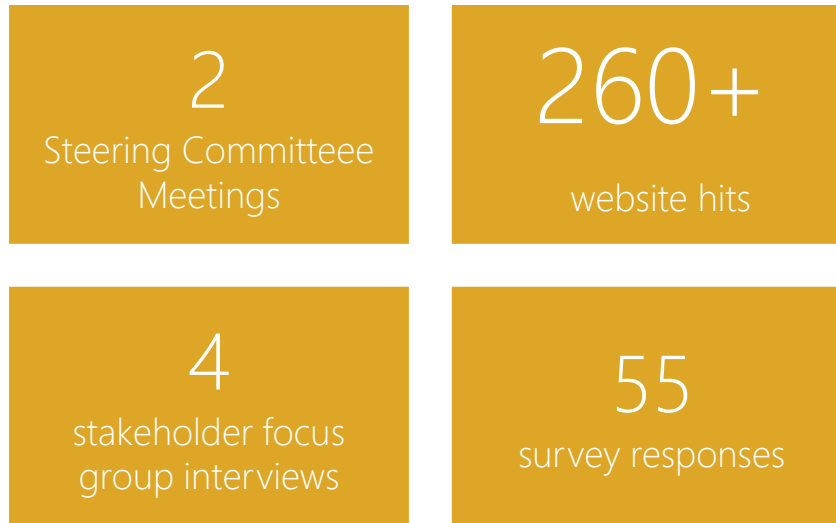 2
Steering Committeee
Meetings
260+
website hits
4
stakeholder focus
group interviews
55
survey responses